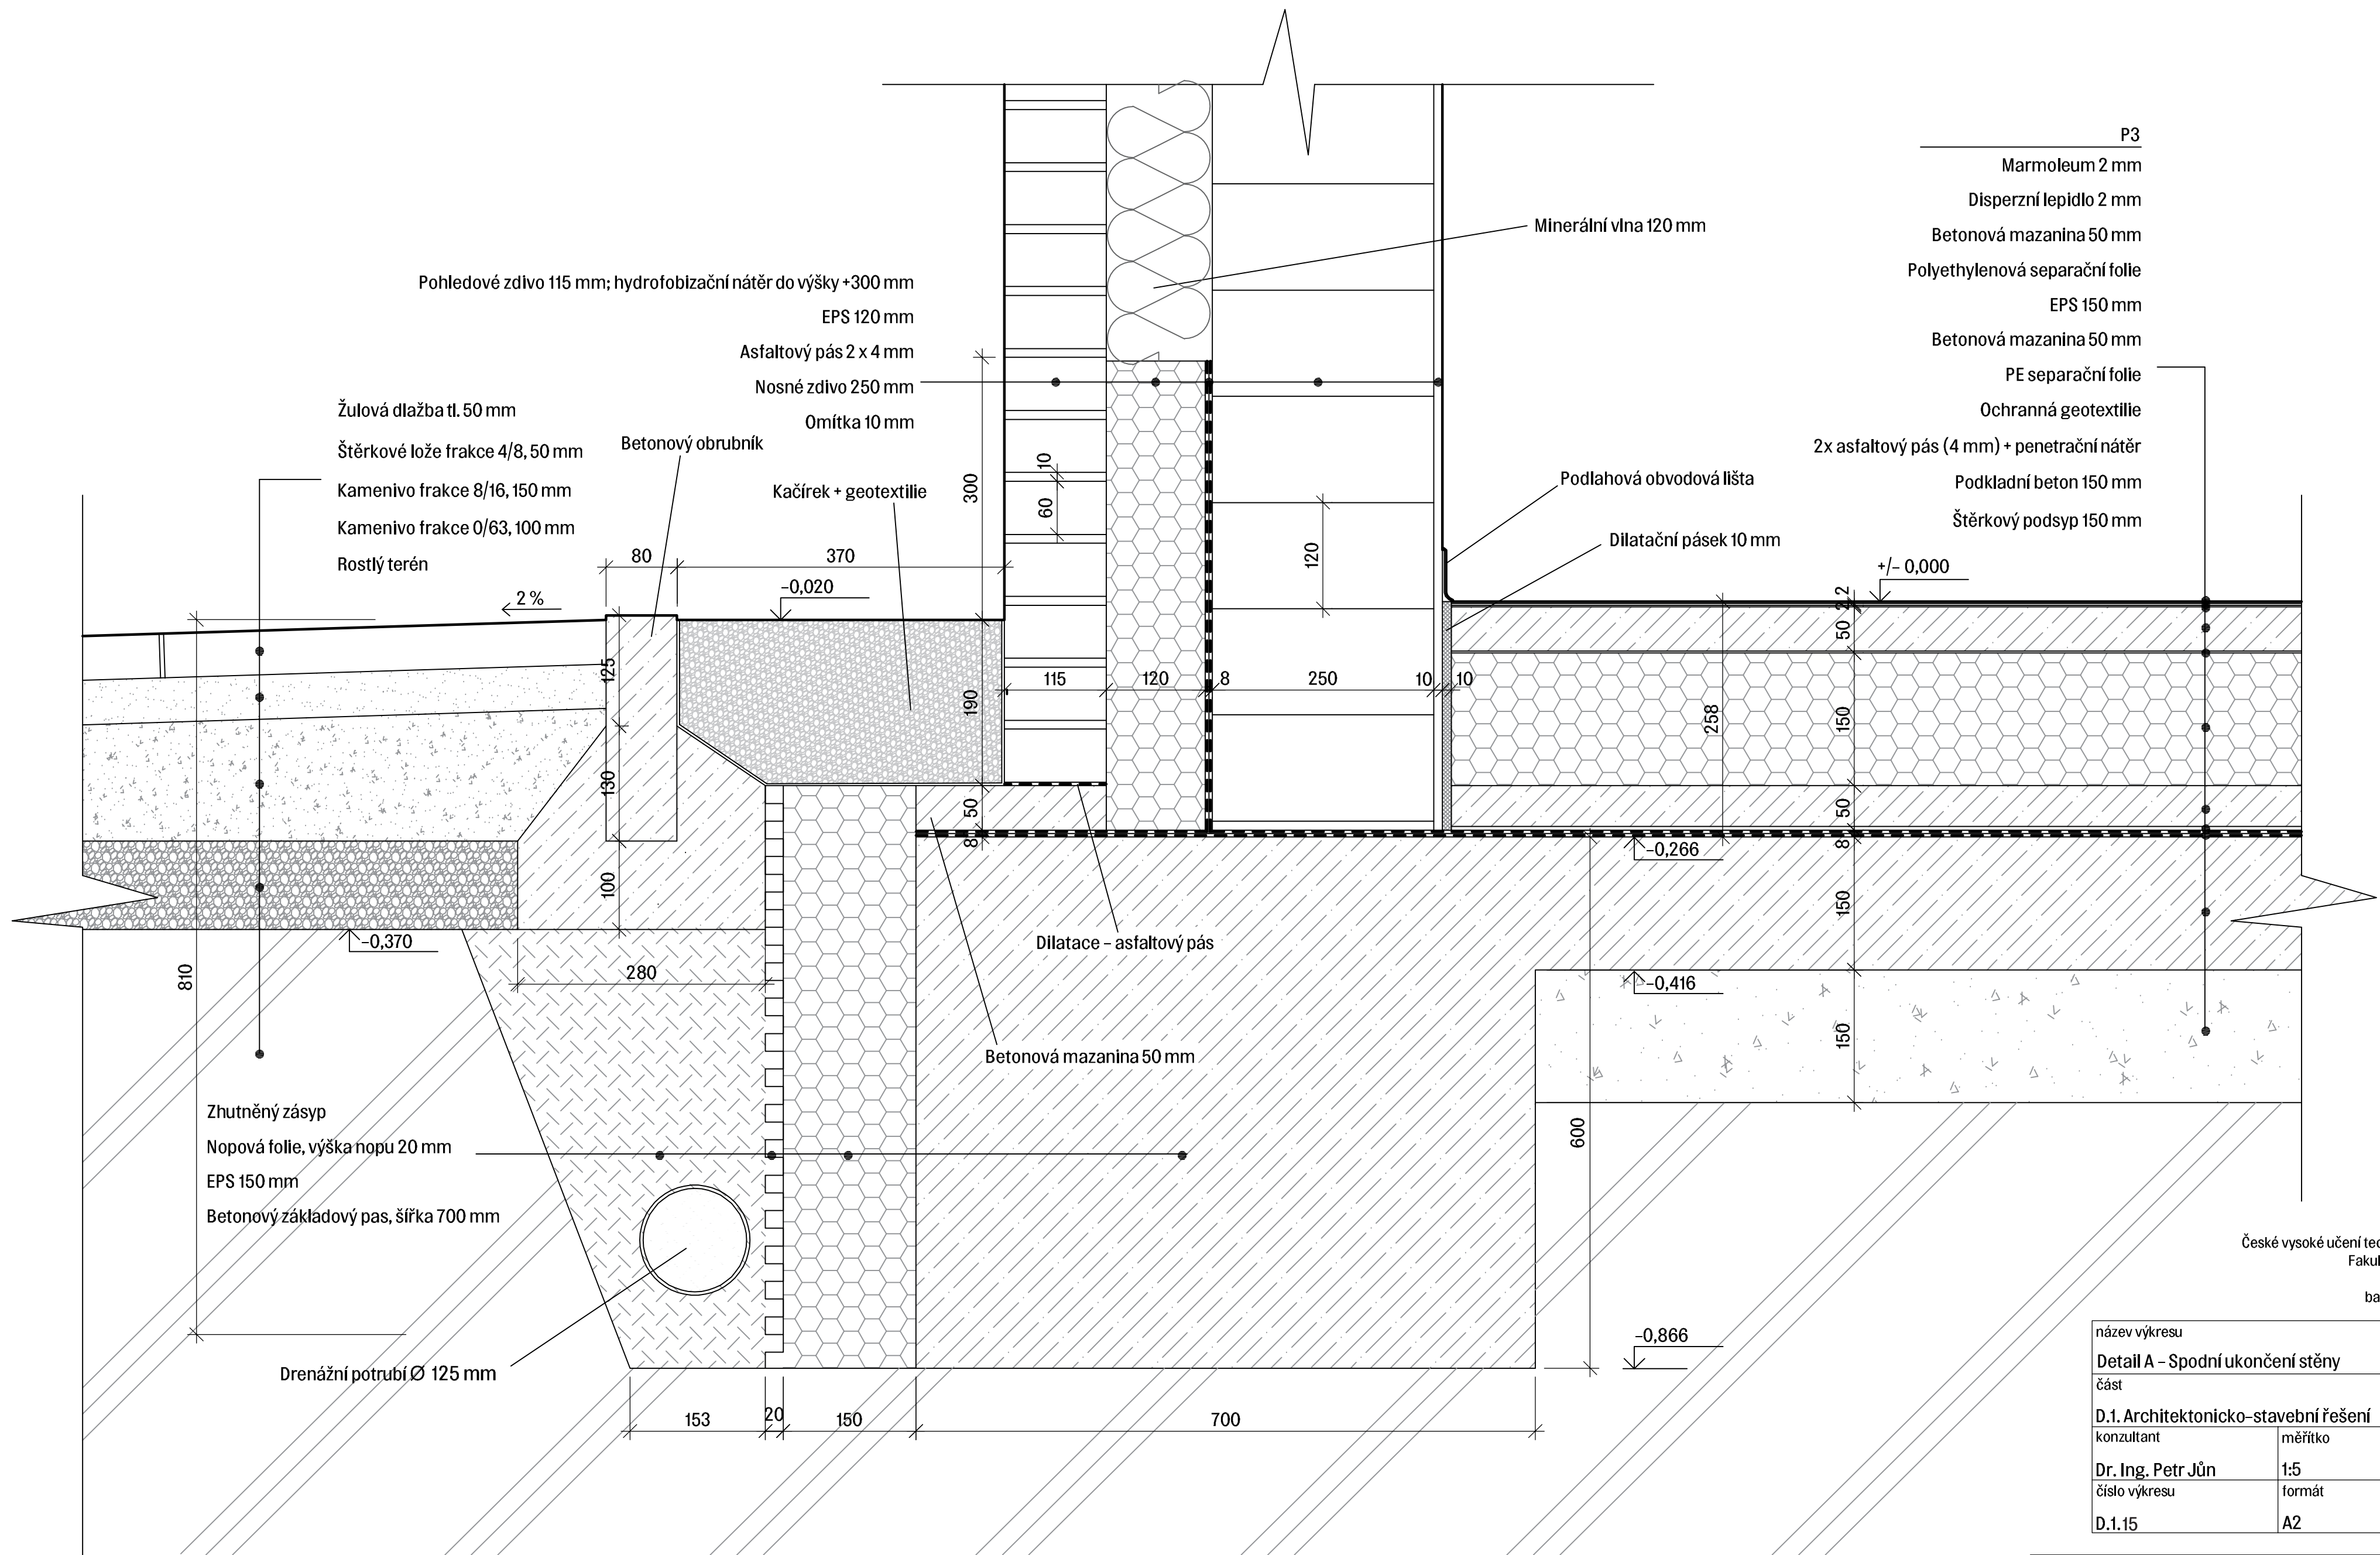 P3
Marmoleum 2 mm
Disperzní lepidlo 2 mm
Betonová mazanina 50 mm
Polyethylenová separační folie
EPS 150 mm
Betonová mazanina 50 mm
PE separační folie
Ochranná geotextilie
2x asfaltový pás (4 mm) + penetrační nátěr
Podkladní beton 150 mm
Štěrkový podsyp 150 mm
Minerální vlna 120 mm
Pohledové zdivo 115 mm; hydrofobizační nátěr do výšky +300 mm
EPS 120 mm
Asfaltový pás 2 x 4 mm
Nosné zdivo 250 mm
Omítka 10 mm
Žulová dlažba tl. 50 mm
Štěrkové lože frakce 4/8, 50 mm
Kamenivo frakce 8/16, 150 mm
Kamenivo frakce 0/63, 100 mm
Rostlý terén
Betonový obrubník
Kačírek + geotextilie
Podlahová obvodová lišta
Dilatační pásek 10 mm
300
10
60
120
80
370
-0,020
2 %
+/- 0,000
2,2
50
150
50
8
150
150
258
125
130
100
190
50
8
115
120
8
250
10
10
-0,266
-0,370
-0,416
810
280
600
Dilatace - asfaltový pás
Betonová mazanina 50 mm
Zhutněný zásyp
Nopová folie, výška nopu 20 mm
EPS 150 mm
Betonový základový pas, šířka 700 mm
Drenážní potrubí Ø 125 mm
-0,866
153
20
150
700
České vysoké učení
název výkresu
Detail A - Spodní ukončení stěny
část
D.1. Architektonicko-stavební řešení
konzultant
měřítko
Dr. Ing. Petr Jůn
1:5
číslo výkresu
formát
D.1.15
A2